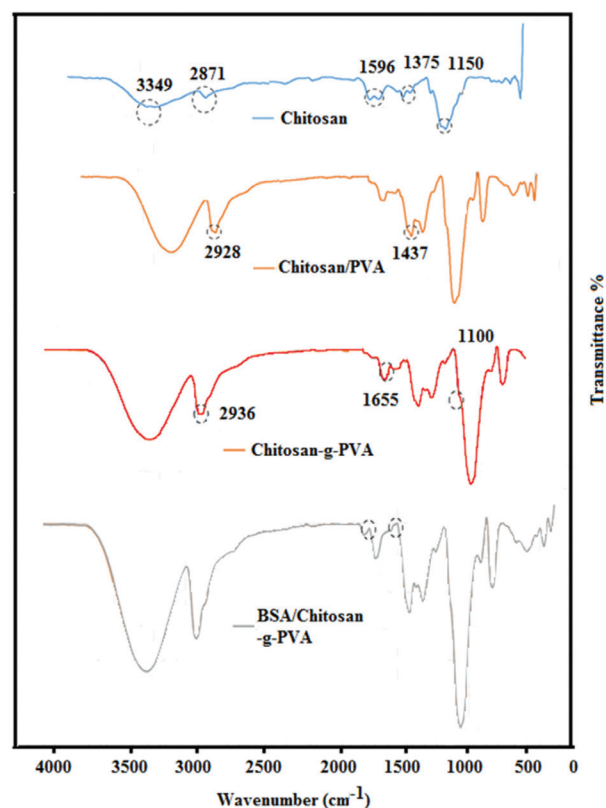 3349 2871 1596 1375 1150
Chitosan
2928 1437
Chitosan/PVA
1100
2936 1655
Chitosan-g-PVA
BSA/Chitosan
-g-PVA
Transmittance %
4000 3500 3000 2500 2000 1500 1000 500 0
Wavenumber (cm⁻¹)